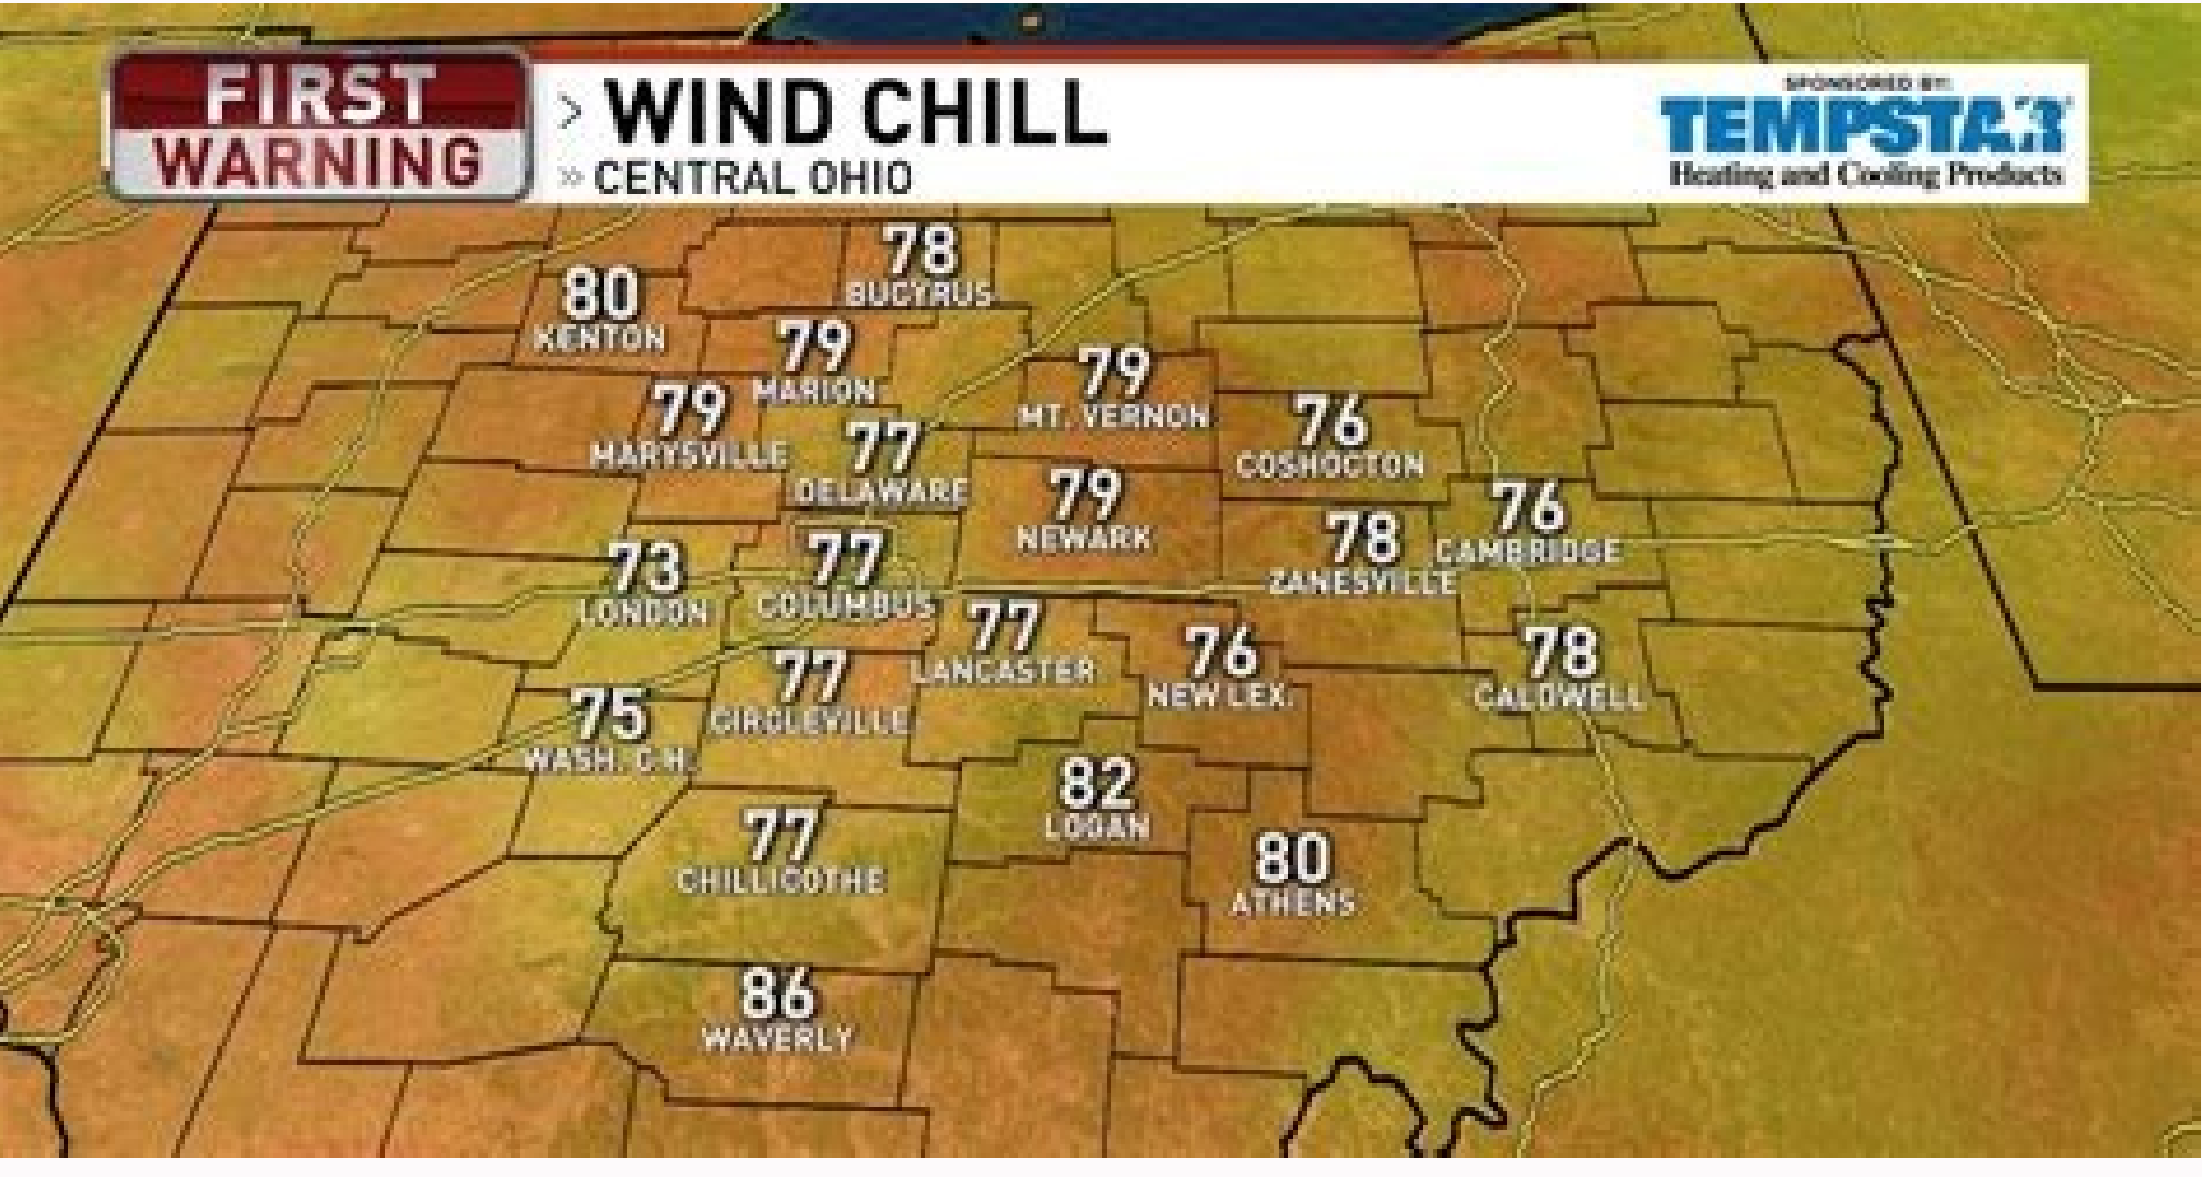 FIRST
WARNING
> WIND CHILL
» CENTRAL OHIO
SPONSORED BY:
TEMPSTAR
Heating and Cooling Products
78
BUCYRUS
80
KENTON
79
MARION
79
MT. VERNON
79
MARYSVILLE
76
COSHOCTON
77
DELAWARE
79
NEWARK
76
CAMBRIDGE
78
ZANESVILLE
73
LONDON
77
COLUMBUS
77
LANCASTER
76
NEW LEX.
78
CALDWELL
77
CIRCLEVILLE
75
WASH. C.H.
82
LOGAN
77
CHILLICOTHE
80
ATHENS
86
WAVERLY